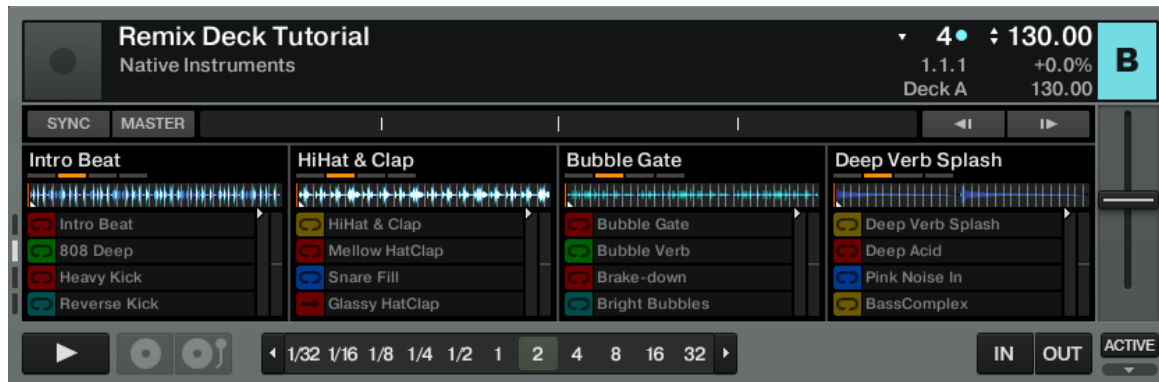 Remix Deck Tutorial 4 130.00
Native Instruments 1.1.1 +0.0%
Deck A 130.00
B
SYNC MASTER
Intro Beat HiHat & Clap Bubble Gate Deep Verb Splash
Intro Beat HiHat & Clap Bubble Gate Deep Verb Splash
808 Deep Mellow HatClap Bubble Verb Deep Acid
Heavy Kick Snare Fill Brake-down Pink Noise In
Reverse Kick Glassy HatClap Bright Bubbles BassComplex
1/32 1/16 1/8 1/4 1/2 1 2 4 8 16 32 IN OUT ACTIVE